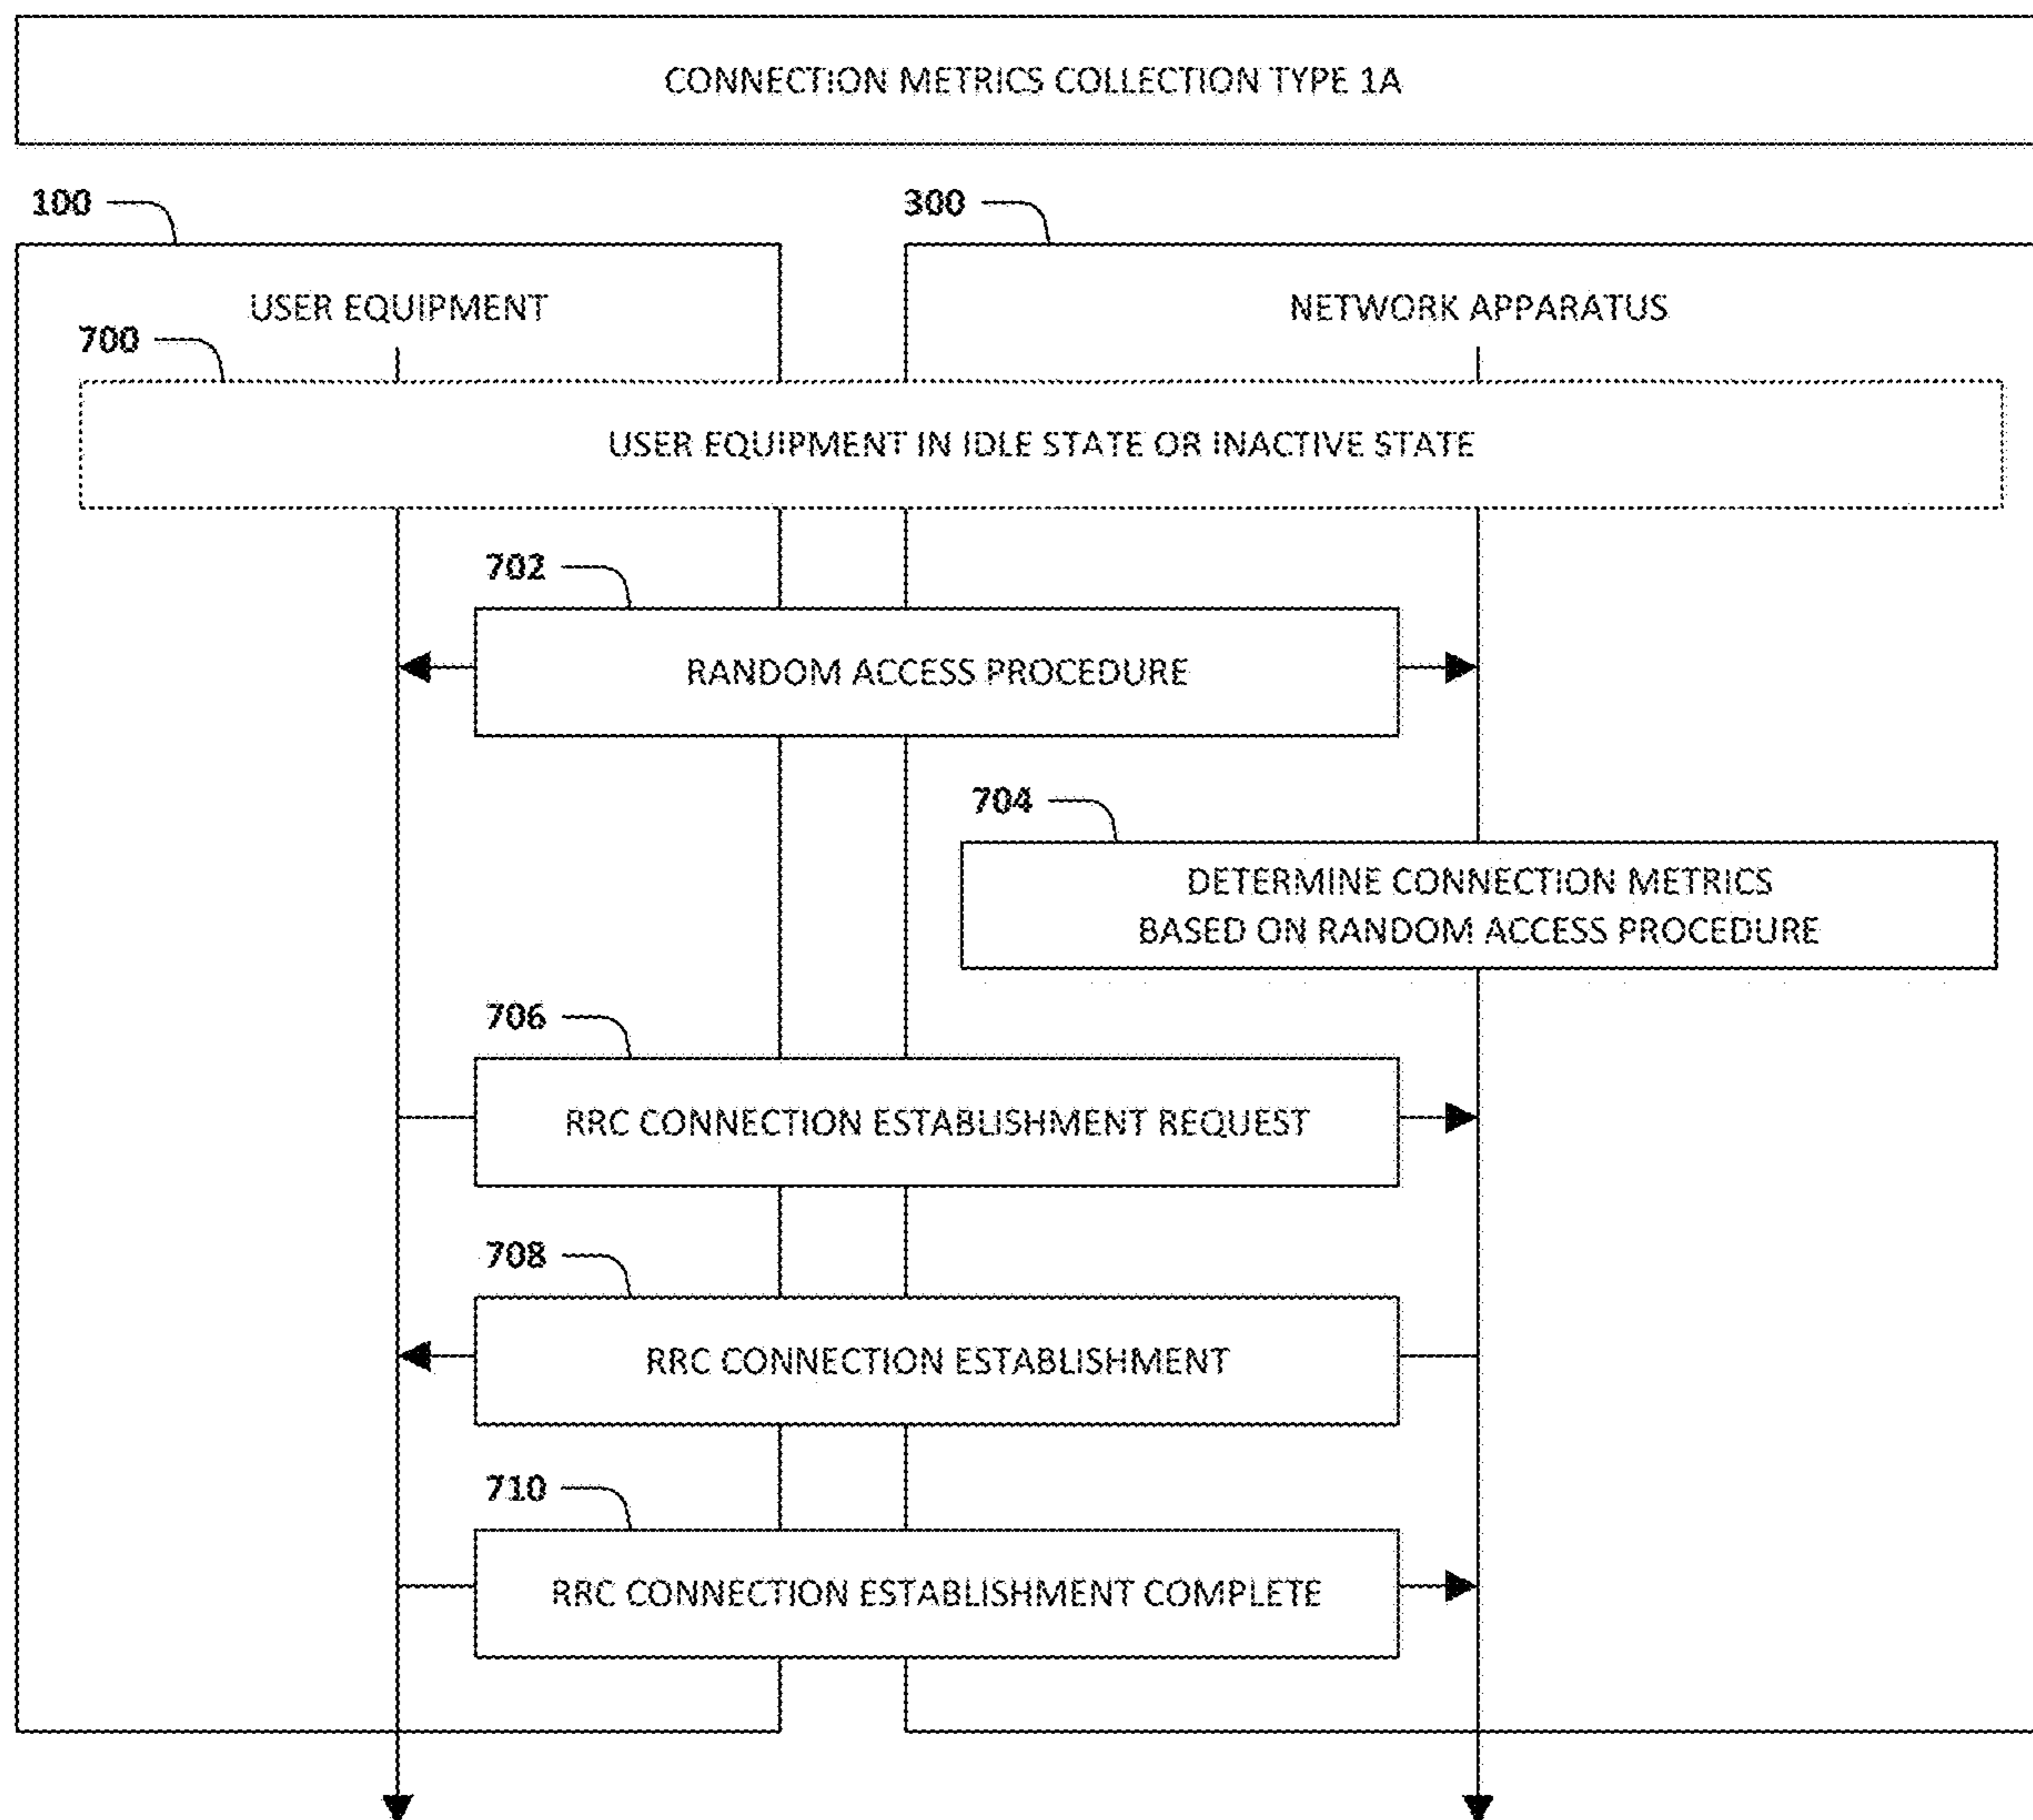 CONNECTION METRICS COLLECTION TYPE 1A
100
300
USER EQUIPMENT
NETWORK APPARATUS
700
USER EQUIPMENT IN IDLE STATE OR INACTIVE STATE
702
RANDOM ACCESS PROCEDURE
704
DETERMINE CONNECTION METRICS
BASED ON RANDOM ACCESS PROCEDURE
706
RRC CONNECTION ESTABLISHMENT REQUEST
708
RRC CONNECTION ESTABLISHMENT
710
RRC CONNECTION ESTABLISHMENT COMPLETE